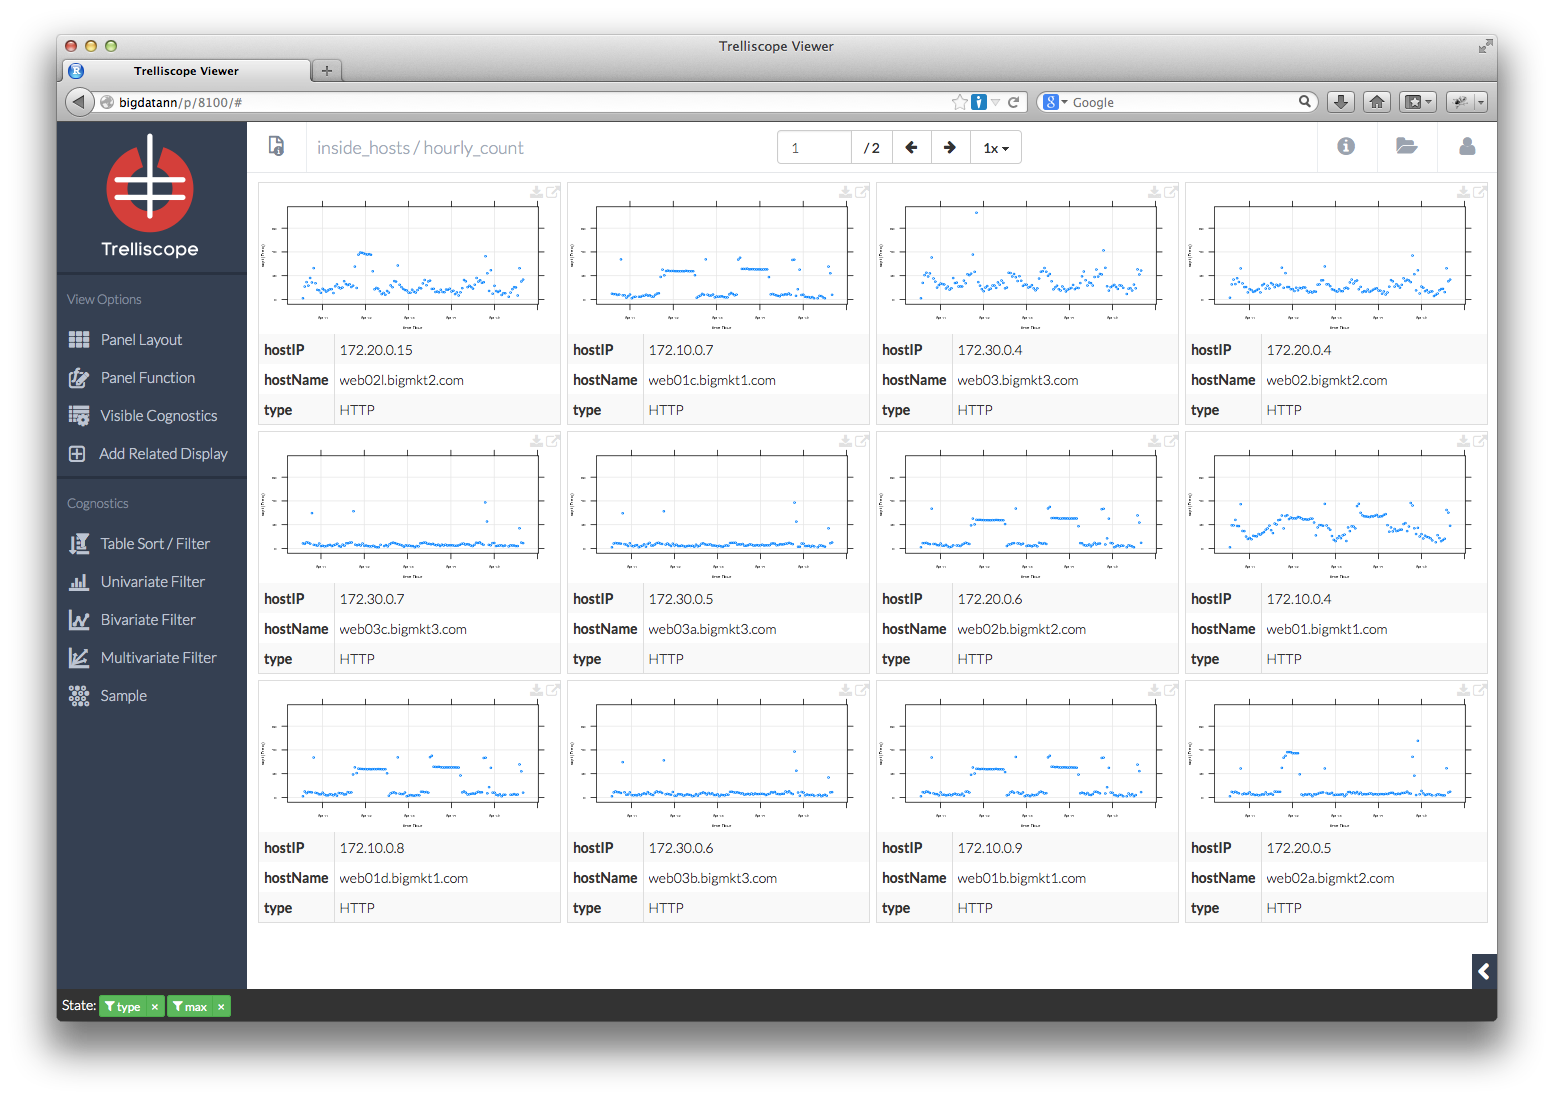 Trelliscope Viewer
Trelliscope Viewer
bigdatann/p/8100/#
Google
Trelliscope
View Options
Panel Layout
Panel Function
Visible Cognostics
Add Related Display
Cognostics
Table Sort / Filter
Univariate Filter
Bivariate Filter
Multivariate Filter
Sample
inside_hosts / hourly_count
1 / 2 1x
hostIP 172.20.0.15
hostName web02l.bigmkt2.com
type HTTP
hostIP 172.10.0.7
hostName web01c.bigmkt1.com
type HTTP
hostIP 172.30.0.4
hostName web03.bigmkt3.com
type HTTP
hostIP 172.20.0.4
hostName web02.bigmkt2.com
type HTTP
hostIP 172.30.0.7
hostName web03c.bigmkt3.com
type HTTP
hostIP 172.30.0.5
hostName web03a.bigmkt3.com
type HTTP
hostIP 172.20.0.6
hostName web02b.bigmkt2.com
type HTTP
hostIP 172.10.0.4
hostName web01.bigmkt1.com
type HTTP
hostIP 172.10.0.8
hostName web01d.bigmkt1.com
type HTTP
hostIP 172.30.0.6
hostName web03b.bigmkt3.com
type HTTP
hostIP 172.10.0.9
hostName web01b.bigmkt1.com
type HTTP
hostIP 172.20.0.5
hostName web02a.bigmkt2.com
type HTTP
State: type × max ×